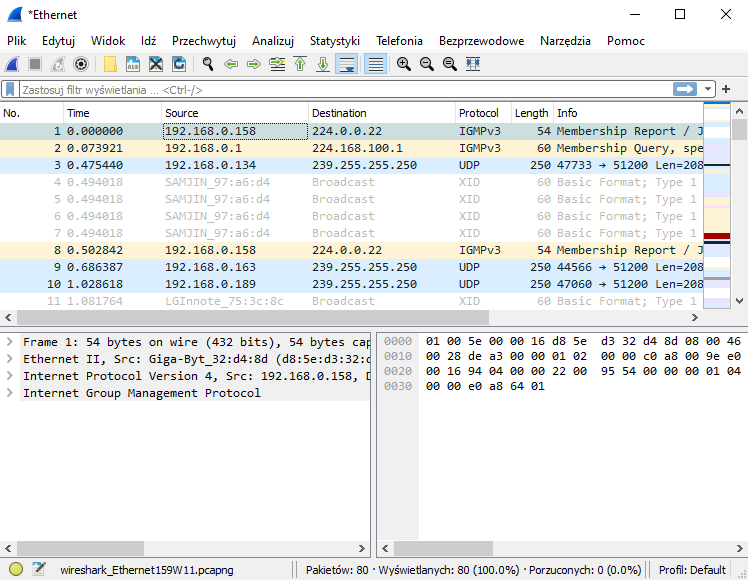 *Ethernet
Plik Edytuj Widok Idź Przechwytuj Analizuj Statystyki Telefonia Bezprzewodowe Narzędzia Pomoc
Zastosuj filtr wyświetlania ... <Ctrl-/>
No. Time Source Destination Protocol Length Info
1 0.000000 192.168.0.158 224.0.0.22 IGMPv3 54 Membership Report / J
2 0.073921 192.168.0.1 224.168.100.1 IGMPv3 60 Membership Query, spe
3 0.475440 192.168.0.134 239.255.255.250 UDP 250 47733 → 51200 Len=208
4 0.494018 SAMJIN_97:a6:d4 Broadcast XID 60 Basic Format; Type 1
5 0.494018 SAMJIN_97:a6:d4 Broadcast XID 60 Basic Format; Type 1
6 0.494018 SAMJIN_97:a6:d4 Broadcast XID 60 Basic Format; Type 1
7 0.494018 SAMJIN_97:a6:d4 Broadcast XID 60 Basic Format; Type 1
8 0.502842 192.168.0.158 224.0.0.22 IGMPv3 54 Membership Report / J
9 0.686387 192.168.0.163 239.255.255.250 UDP 250 44566 → 51200 Len=208
10 1.028618 192.168.0.189 239.255.255.250 UDP 250 47060 → 51200 Len=208
11 1.081764 LGInnote_75:3c:8c Broadcast XID 60 Basic Format; Type 1
Frame 1: 54 bytes on wire (432 bits), 54 bytes cap
Ethernet II, Src: Giga-Byt_32:d4:8d (d8:5e:d3:32:d
Internet Protocol Version 4, Src: 192.168.0.158, D
Internet Group Management Protocol
0000 01 00 5e 00 00 16 d8 5e d3 32 d4 8d 08 00 46
0010 00 28 de a3 00 00 01 02 00 00 c0 a8 00 9e e0
0020 00 16 94 04 00 00 22 00 95 54 00 00 00 01 04
0030 00 00 e0 a8 64 01
wireshark_Ethernet159W11.pcapng Pakietów: 80 · Wyświetlanych: 80 (100.0%) · Porzuconych: 0 (0.0%) Profil: Default